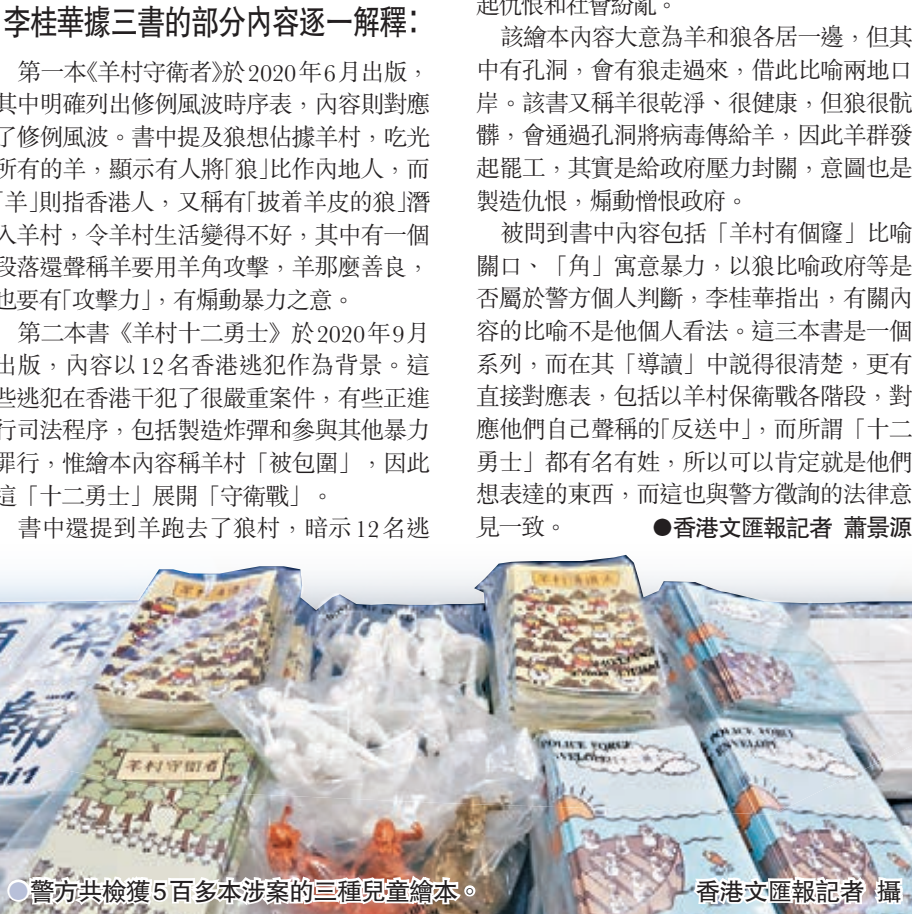 李桂華據三書的部分內容逐一解釋：
第一本《羊村守衛者》於2020年6月出版，
其中明確列出修例風波時序表，內容則對應
了修例風波。書中提及狼想佔據羊村，吃光
所有的羊，顯示有人將「狼」比作內地人，而
「羊」則指香港人，又稱有「披着羊皮的狼」潛
入羊村，令羊村生活變得不好，其中有一個
段落還聲稱羊要用羊角攻擊，羊那麼善良，
也要有「攻擊力」，有煽動暴力之意。
第二本書《羊村十二勇士》於2020年9月
出版，內容以12名香港逃犯作為背景。這
些逃犯在香港干犯了很嚴重案件，有些正進
行司法程序，包括製造炸彈和參與其他暴力
罪行，惟繪本內容稱羊村「被包圍」，因此
這「十二勇士」展開「守衛戰」。
書中還提到羊跑去了狼村，暗示12名逃
起仇恨和社會紛亂。
該繪本內容大意為羊和狼各居一邊，但其
中有孔洞，會有狼走過來，借此比喻兩地口
岸。該書又稱羊很乾淨、很健康，但狼很骯
髒，會通過孔洞將病毒傳給羊，因此羊群發
起罷工，其實是給政府壓力封關，意圖也是
製造仇恨，煽動憎恨政府。
被問到書中內容包括「羊村有個窿」比喻
關口、「角」寓意暴力，以狼比喻政府等是
否屬於警方個人判斷，李桂華指出，有關內
容的比喻不是他個人看法。這三本書是一個
系列，而在其「導讀」中說得很清楚，更有
直接對應表，包括以羊村保衛戰各階段，對
應他們自己聲稱的「反送中」，而所謂「十二
勇士」都有名有姓，所以可以肯定就是他們
想表達的東西，而這也與警方徵詢的法律意
見一致。 ●香港文匯報記者 蕭景源
榮
歸
羊村守衛者
POLICE FORCE
ENVELOPE
POLICE FORCE
ENVELOPE
●警方共檢獲5百多本涉案的三種兒童繪本。 香港文匯報記者 攝